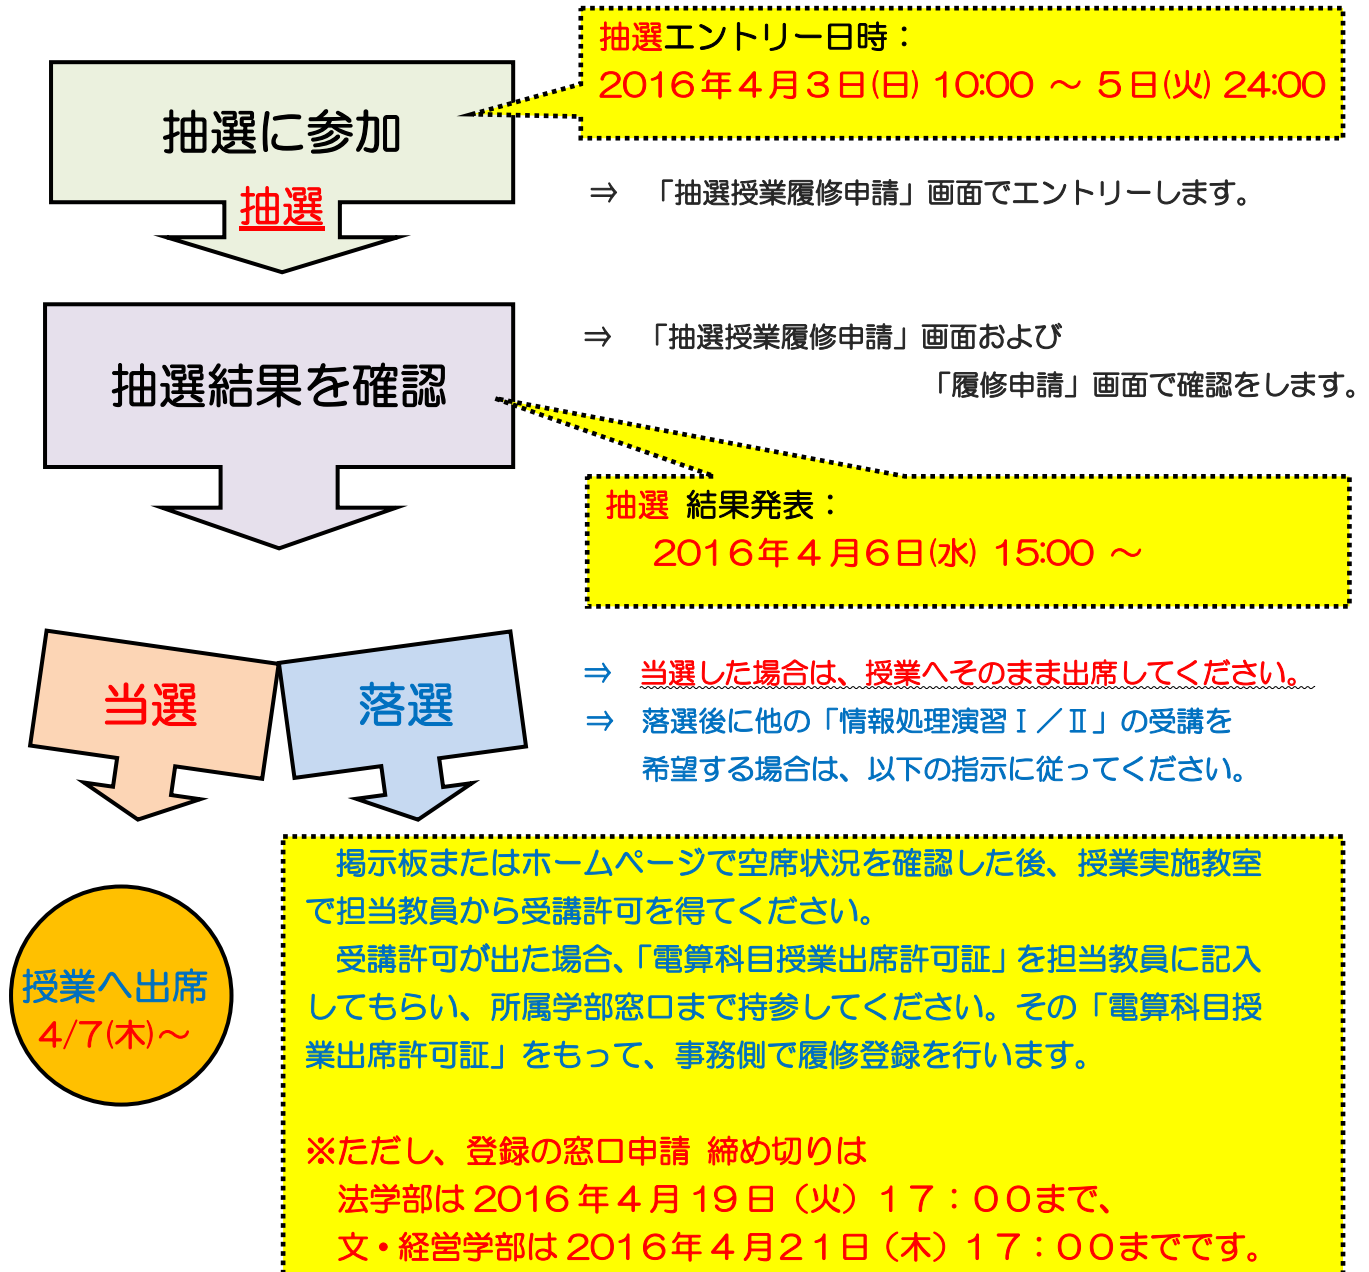 抽選エントリー日時：
2016年４月３日(日) 10:00 ～ ５日(火) 24:00
抽選に参加
抽選
⇒ 「抽選授業履修申請」画面でエントリーします。
抽選結果を確認
⇒ 「抽選授業履修申請」画面および
「履修申請」画面で確認をします。
抽選 結果発表：
2016年４月６日(水) 15:00 ～
当選
落選
⇒ 当選した場合は、授業へそのまま出席してください。
⇒ 落選後に他の「情報処理演習Ⅰ／Ⅱ」の受講を
希望する場合は、以下の指示に従ってください。
授業へ出席
４/７(木)～
掲示板またはホームページで空席状況を確認した後、授業実施教室
で担当教員から受講許可を得てください。
受講許可が出た場合、「電算科目授業出席許可証」を担当教員に記入
してもらい、所属学部窓口まで持参してください。その「電算科目授
業出席許可証」をもって、事務側で履修登録を行います。
※ただし、登録の窓口申請 締め切りは
法学部は 2016 年４月 19 日（火）１７：００まで、
文・経営学部は 2016年４月２１日（木）１７：００までです。